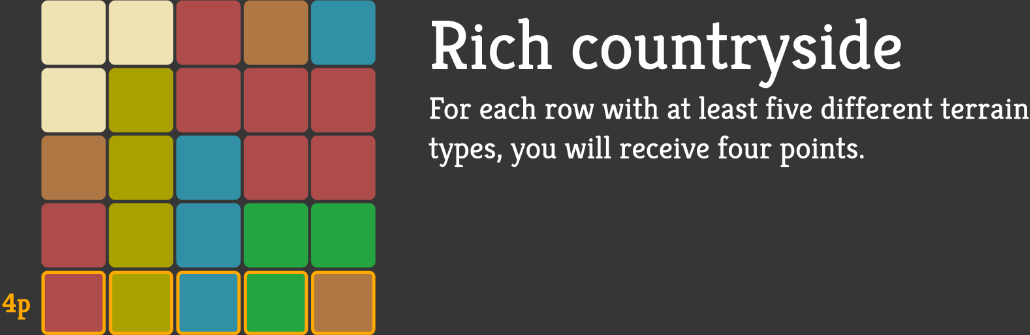 Rich countryside
For each row with at least five different terrain
types, you will receive four points.
4p